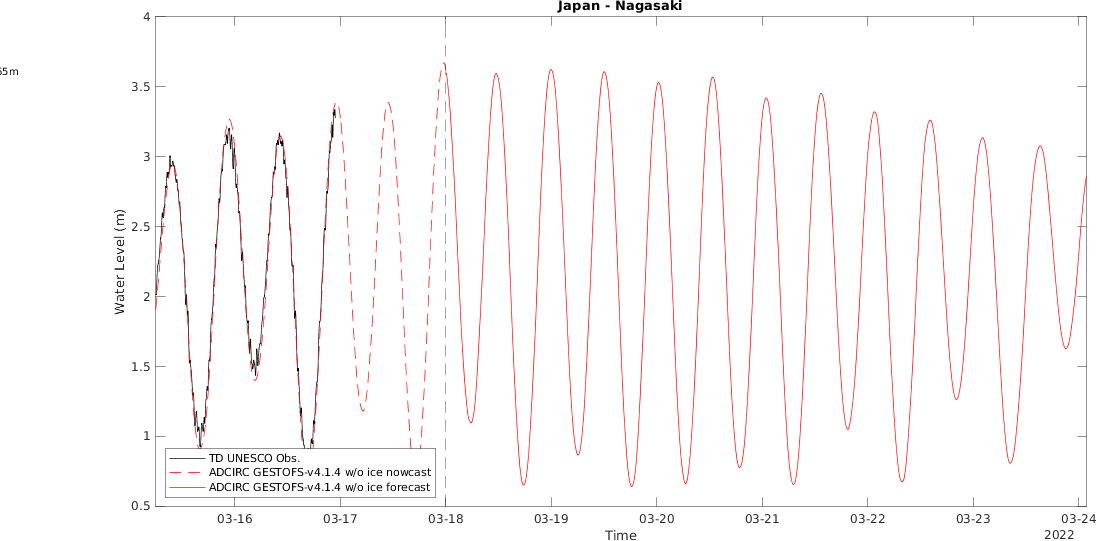 Japan - Nagasaki
4
3.5
3
2.5
2
1.5
1
0.5
Water Level (m)
TD UNESCO Obs.
ADCIRC GESTOFS-v4.1.4 w/o ice nowcast
ADCIRC GESTOFS-v4.1.4 w/o ice forecast
03-16 03-17 03-18 03-19 03-20 03-21 03-22 03-23 03-24
Time
2022